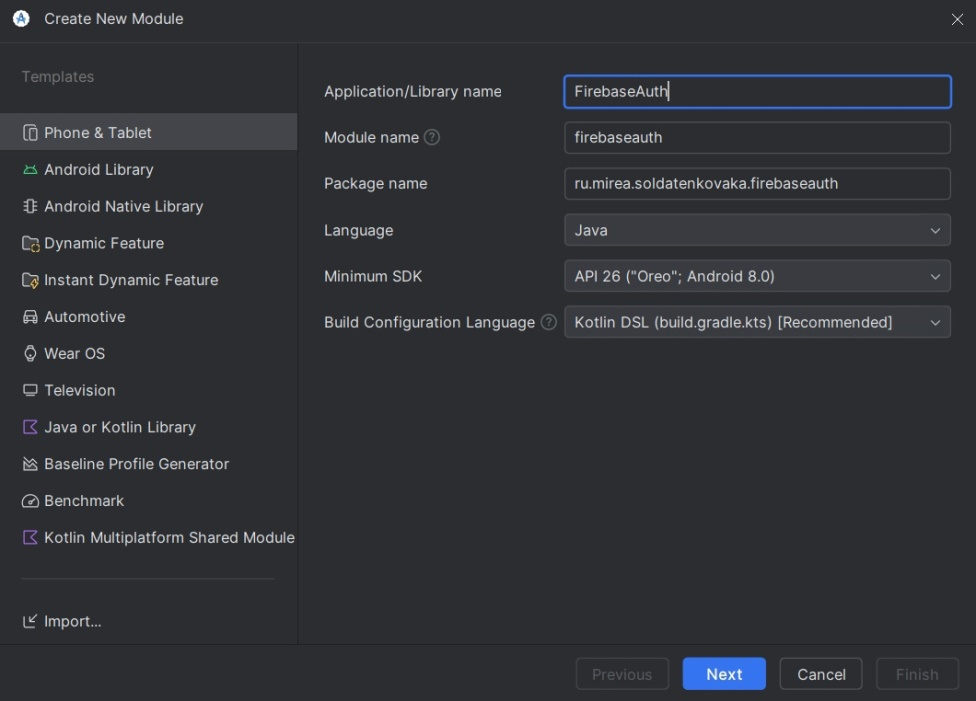 Create New Module
Templates
Phone & Tablet
Android Library
Android Native Library
Dynamic Feature
Instant Dynamic Feature
Automotive
Wear OS
Television
Java or Kotlin Library
Baseline Profile Generator
Benchmark
Kotlin Multiplatform Shared Module
Import...
Application/Library name FirebaseAuth
Module name ? firebaseauth
Package name ru.mirea.soldatenkovaka.firebaseauth
Language Java
Minimum SDK API 26 ("Oreo"; Android 8.0)
Build Configuration Language ? Kotlin DSL (build.gradle.kts) [Recommended]
Previous Next Cancel Finish